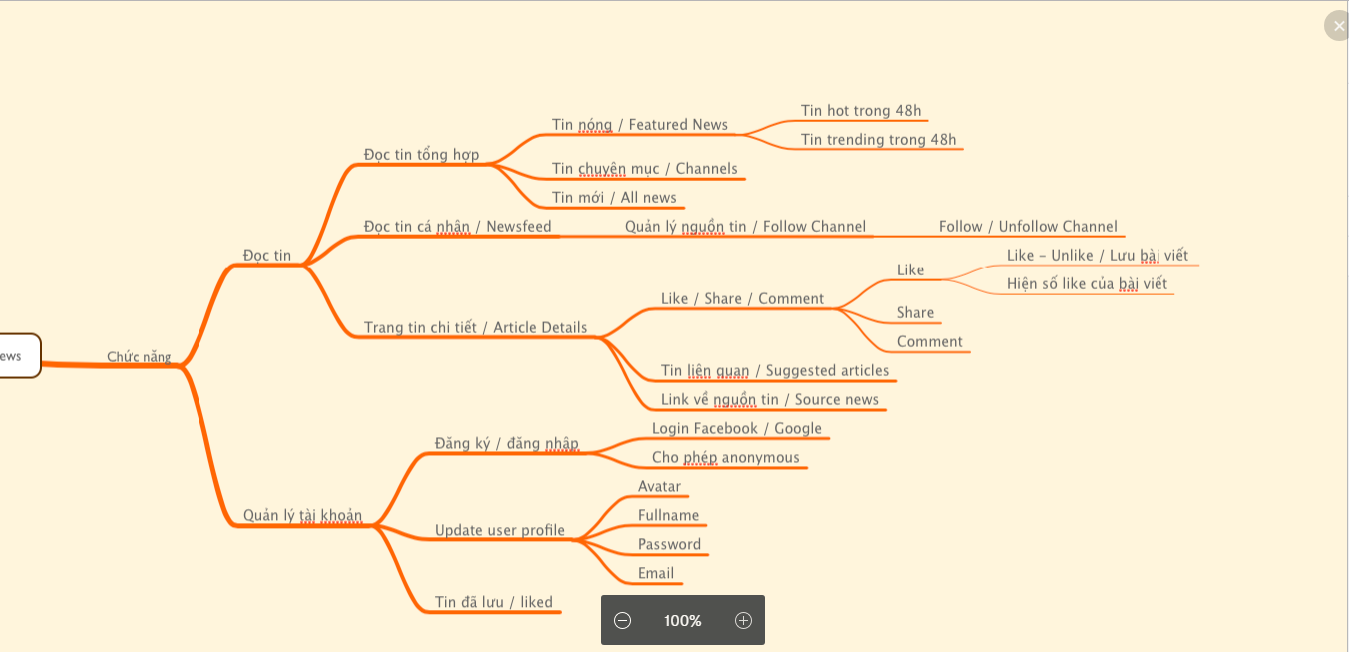 Tin hot trong 48h
Tin nóng / Featured News
Tin trending trong 48h
Đọc tin tổng hợp
Tin chuyên mục / Channels
Tin mới / All news
Đọc tin cá nhân / Newsfeed
Quản lý nguồn tin / Follow Channel
Follow / Unfollow Channel
Đọc tin
Like – Unlike / Lưu bài viết
Like
Hiện số like của bài viết
Like / Share / Comment
Share
Trang tin chi tiết / Article Details
Comment
ews
Chức năng
Tin liên quan / Suggested articles
Link về nguồn tin / Source news
Login Facebook / Google
Đăng ký / đăng nhập
Cho phép anonymous
Avatar
Quản lý tài khoản
Fullname
Update user profile
Password
Email
Tin đã lưu / liked
100%